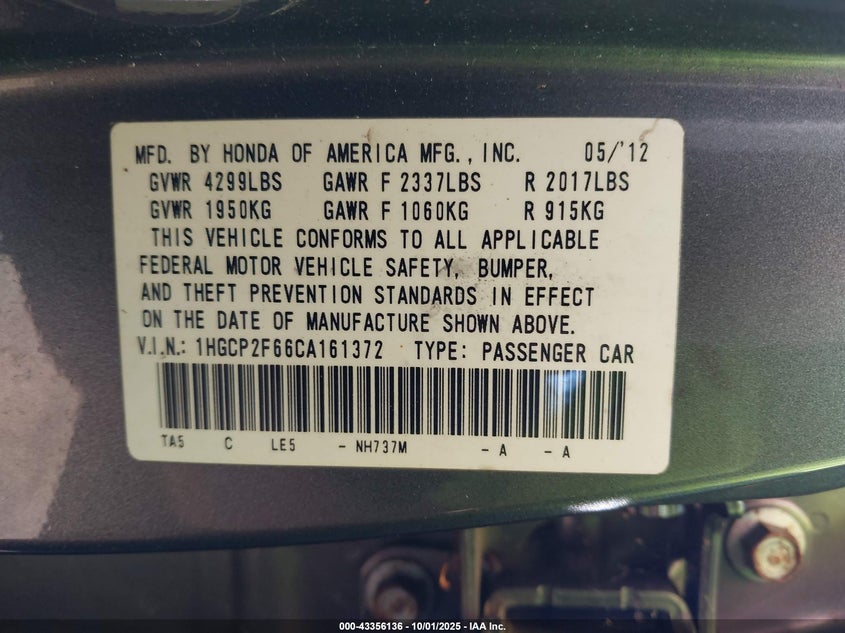 MFD. BY HONDA OF AMERICA MFG., INC. 05/'12
GVWR 4299LBS GAWR F 2337LBS R 2017LBS
GVWR 1950KG GAWR F 1060KG R 915KG
THIS VEHICLE CONFORMS TO ALL APPLICABLE
FEDERAL MOTOR VEHICLE SAFETY, BUMPER,
AND THEFT PREVENTION STANDARDS IN EFFECT
ON THE DATE OF MANUFACTURE SHOWN ABOVE.
V.I.N.: 1HGCP2F66CA161372 TYPE: PASSENGER CAR
TA5 C LE5 - NH737M - A - A
000-43356136 - 10/01/2025 - IAA Inc.